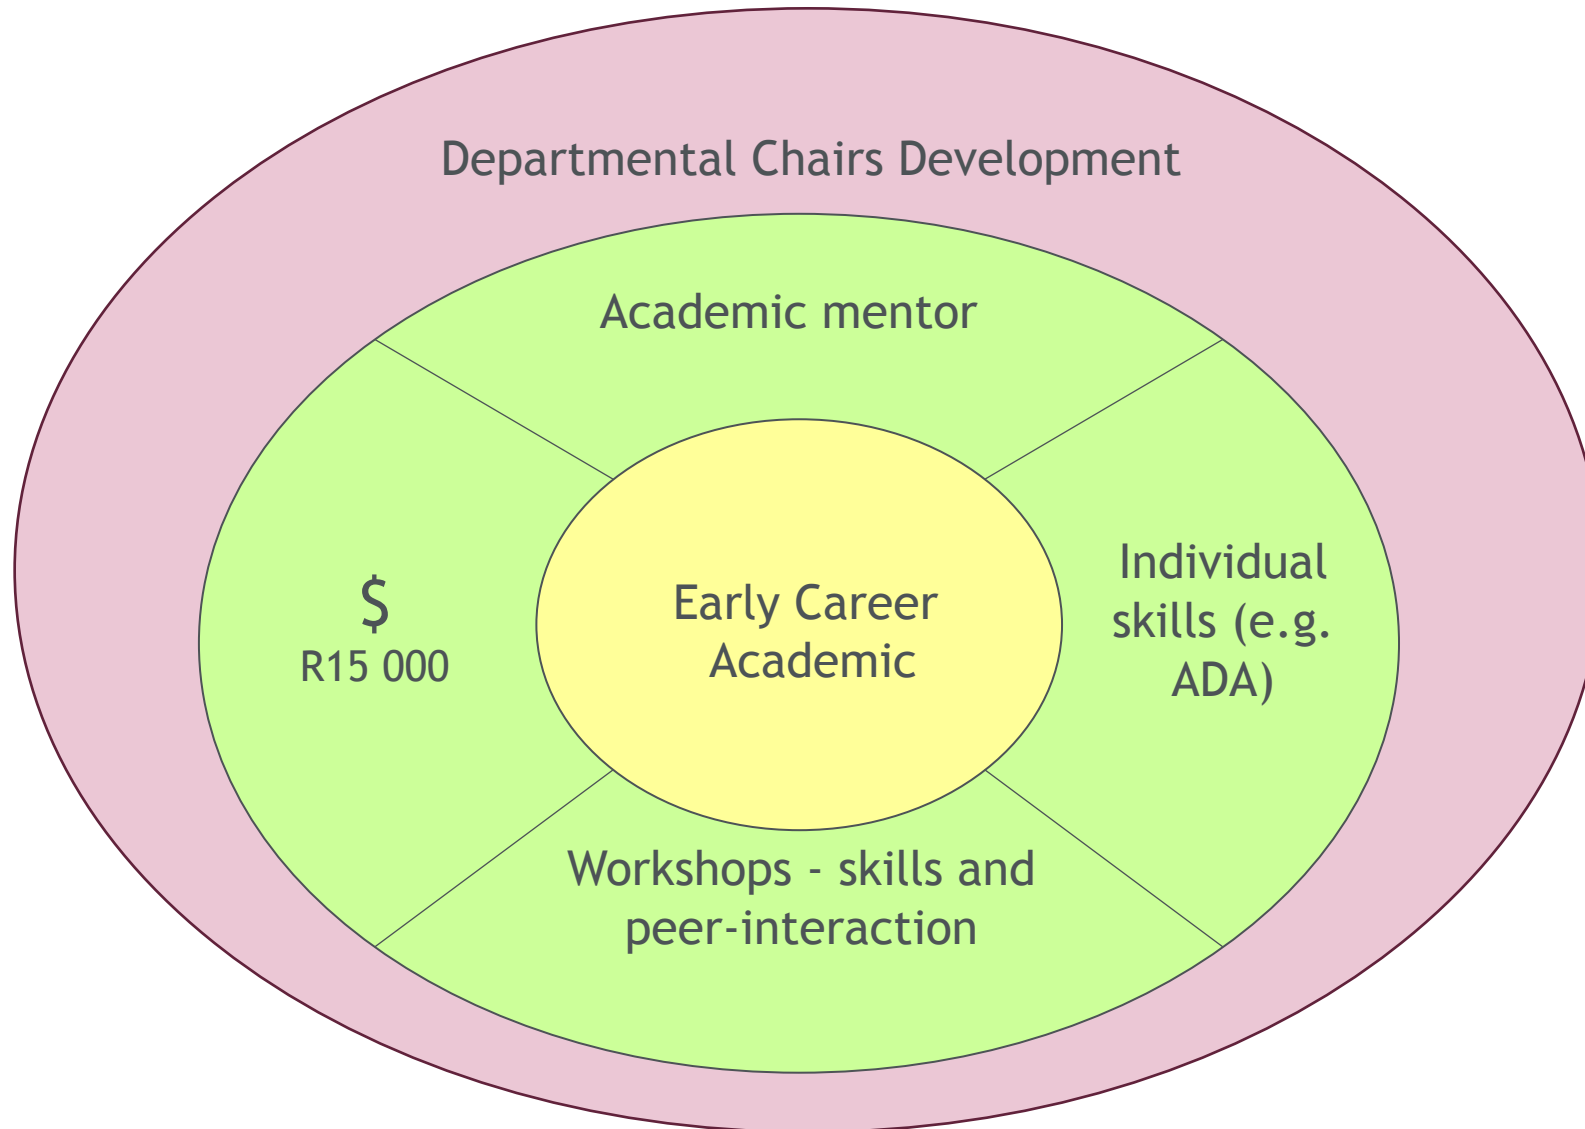 Departmental Chairs Development
Academic mentor
$
R15 000
Early Career
Academic
Individual
skills (e.g.
ADA)
Workshops - skills and
peer-interaction